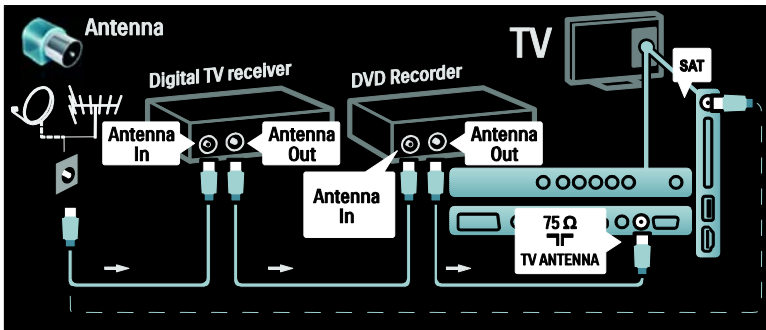 Antenna
TV
Digital TV receiver
DVD Recorder
SAT
Antenna
In
Antenna
Out
Antenna
In
Antenna
Out
75 Ω
TV ANTENNA